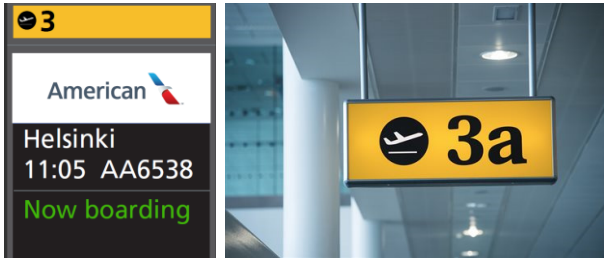 3
American
Helsinki
11:05 AA6538
Now boarding
3a